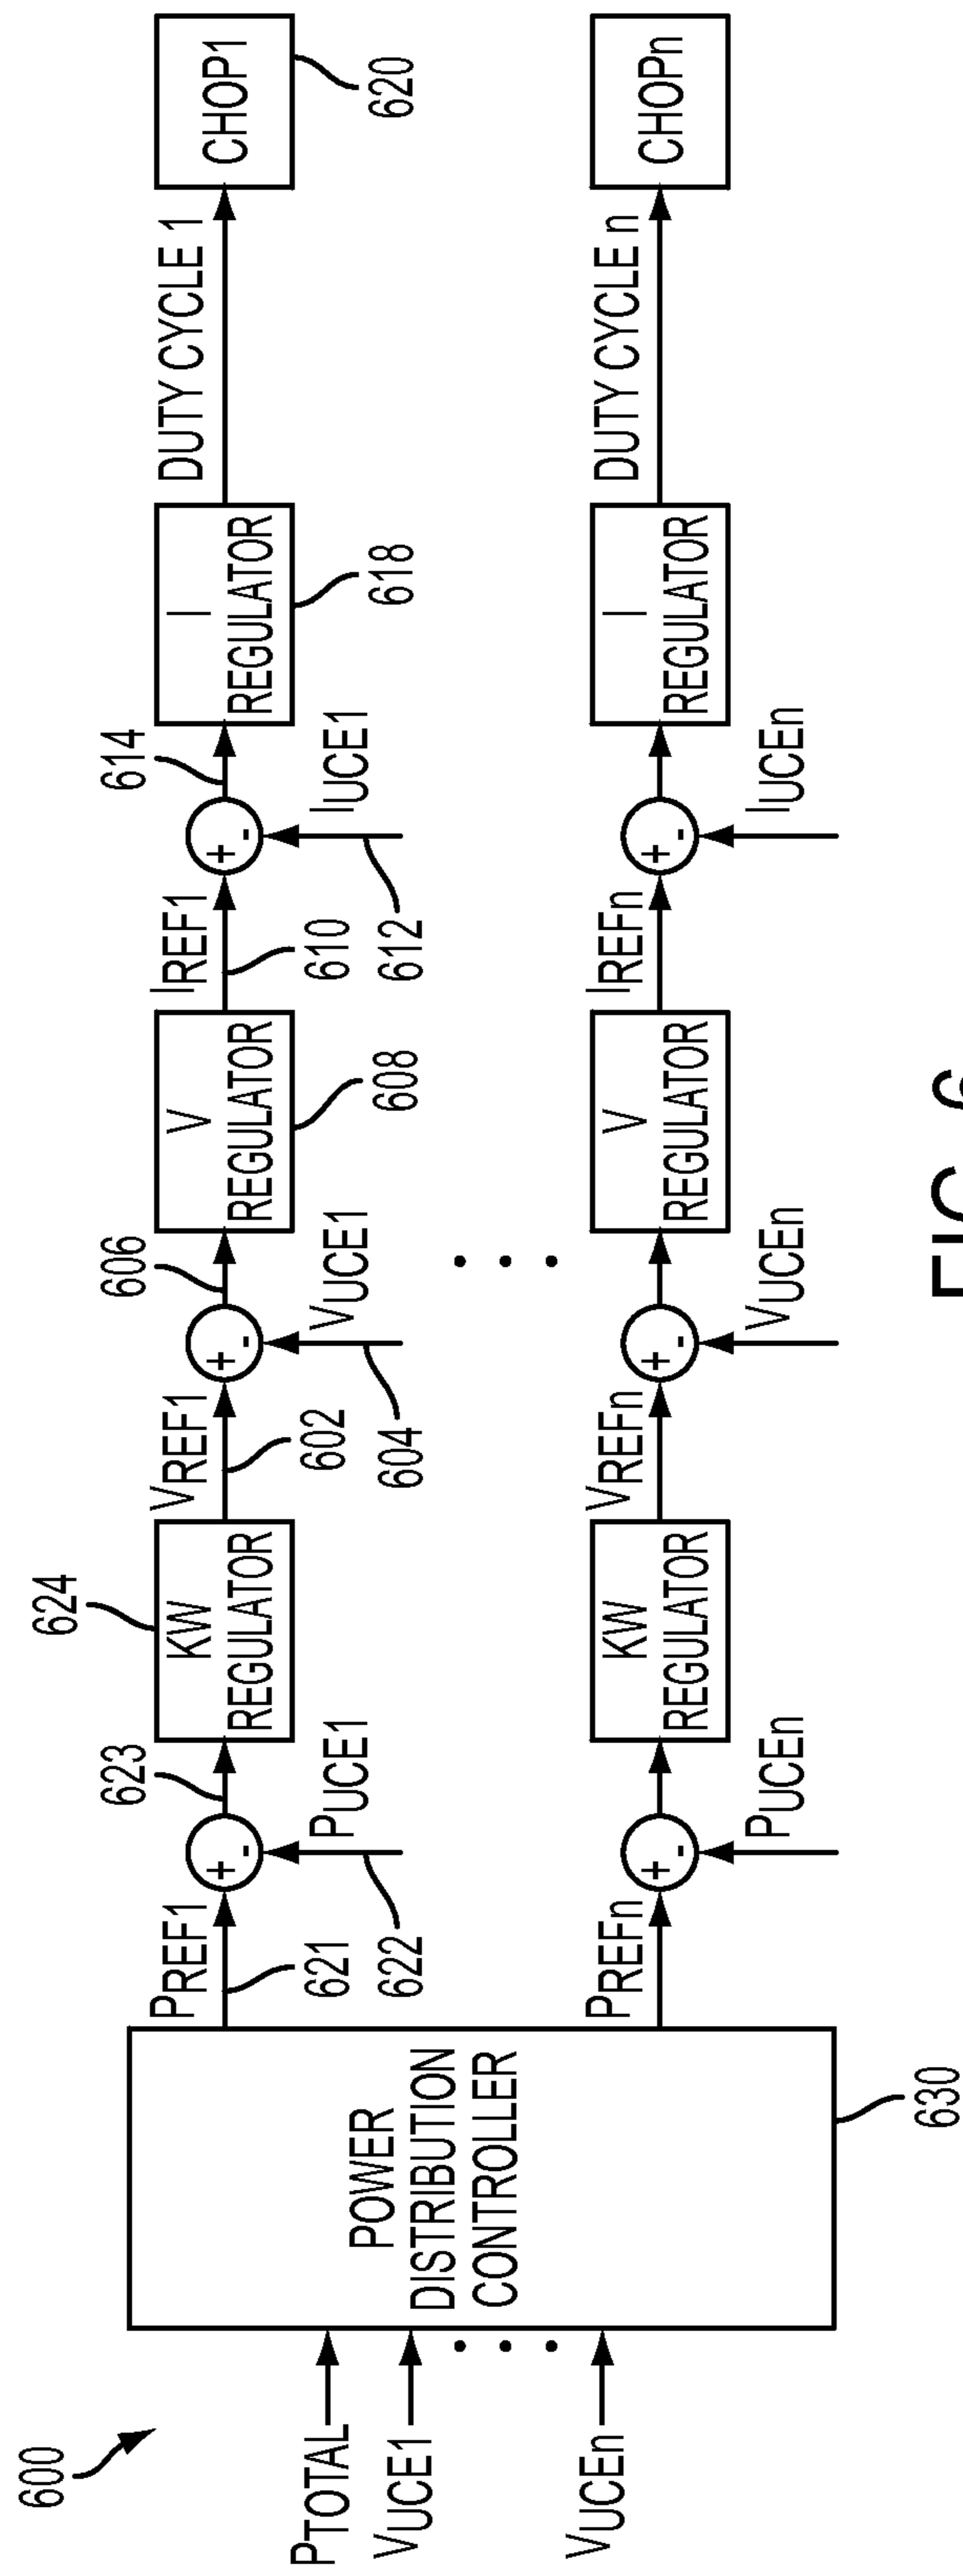 600
PTOTAL
VUCE1
VUCEn
POWER
DISTRIBUTION
CONTROLLER
630
PREF1
621
PUCE1
622
623
KW
REGULATOR
624
VREF1
602
VUCE1
604
606
V
REGULATOR
608
IREF1
610
IUCE1
612
614
I
REGULATOR
618
DUTY CYCLE 1
CHOP1
620
PREFn
PUCEn
KW
REGULATOR
VREFn
VUCEn
V
REGULATOR
IREFn
IUCEn
I
REGULATOR
DUTY CYCLE n
CHOPn